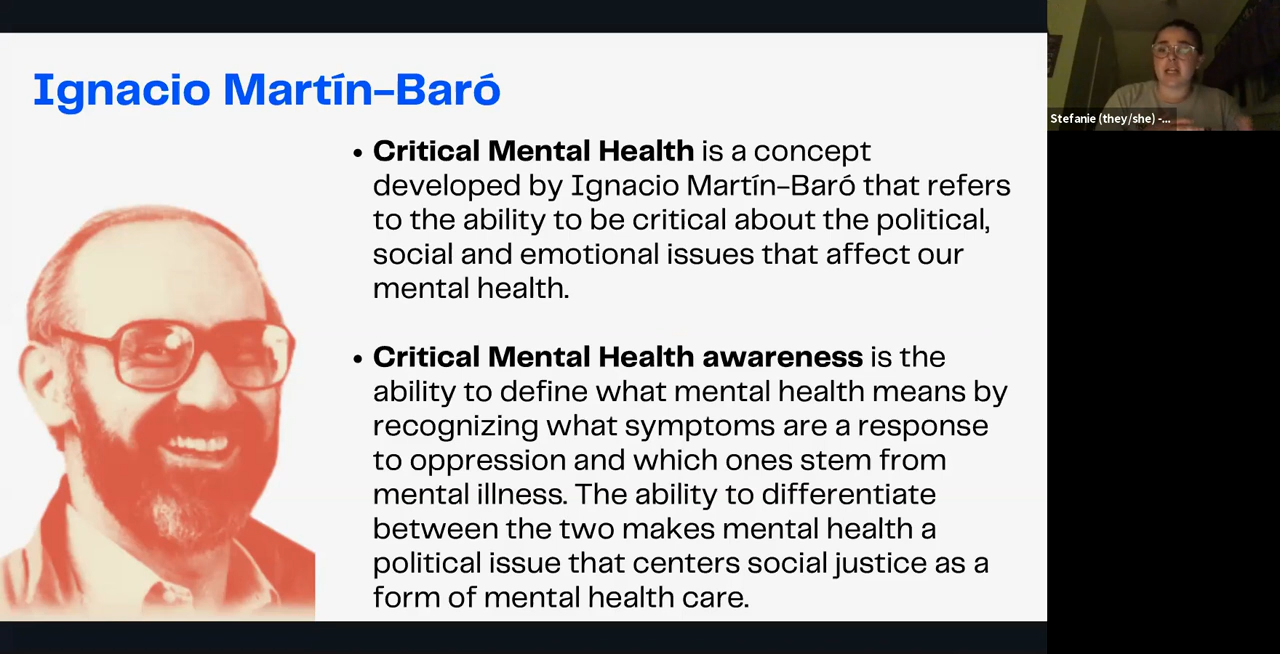 Ignacio Martín-Baró
• Critical Mental Health is a concept
developed by Ignacio Martín-Baró that refers
to the ability to be critical about the political,
social and emotional issues that affect our
mental health.
• Critical Mental Health awareness is the
ability to define what mental health means by
recognizing what symptoms are a response
to oppression and which ones stem from
mental illness. The ability to differentiate
between the two makes mental health a
political issue that centers social justice as a
form of mental health care.
Stefanie (they/she) -...